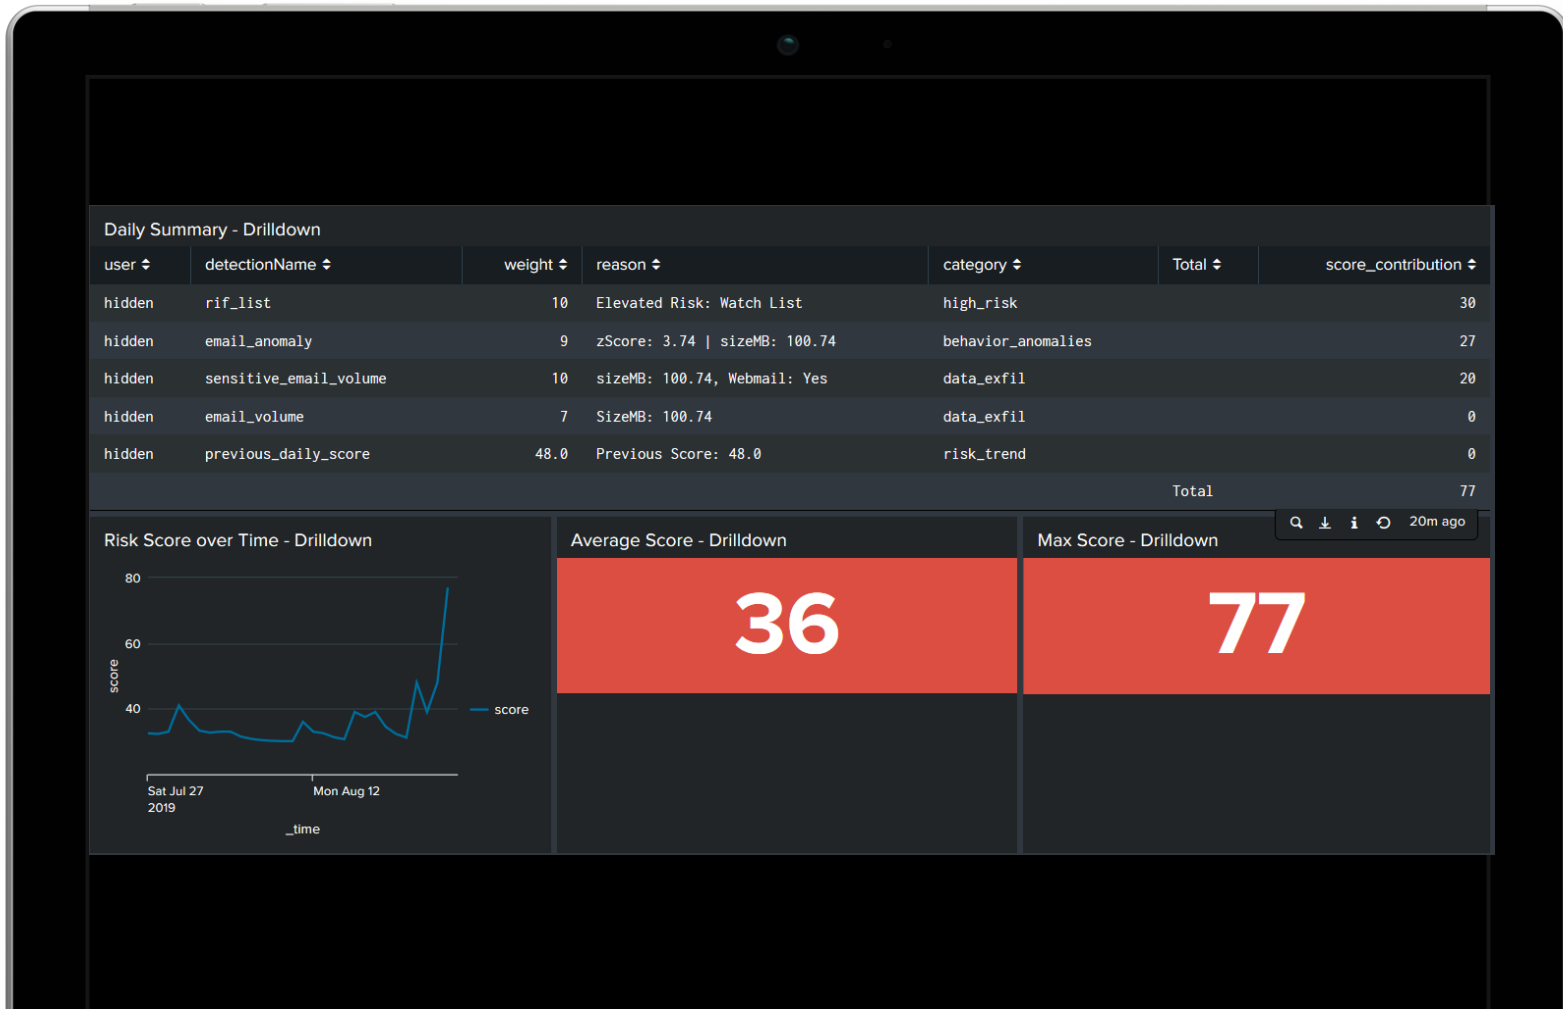 Daily Summary - Drilldown
user detectionName weight reason category Total score_contribution
hidden rif_list 10 Elevated Risk: Watch List high_risk 30
hidden email_anomaly 9 zScore: 3.74 | sizeMB: 100.74 behavior_anomalies 27
hidden sensitive_email_volume 10 sizeMB: 100.74, Webmail: Yes data_exfil 20
hidden email_volume 7 SizeMB: 100.74 data_exfil 0
hidden previous_daily_score 48.0 Previous Score: 48.0 risk_trend 0
Total 77
20m ago
Risk Score over Time - Drilldown
80
60
40
score
score
Sat Jul 27
2019
Mon Aug 12
_time
Average Score - Drilldown
36
Max Score - Drilldown
77